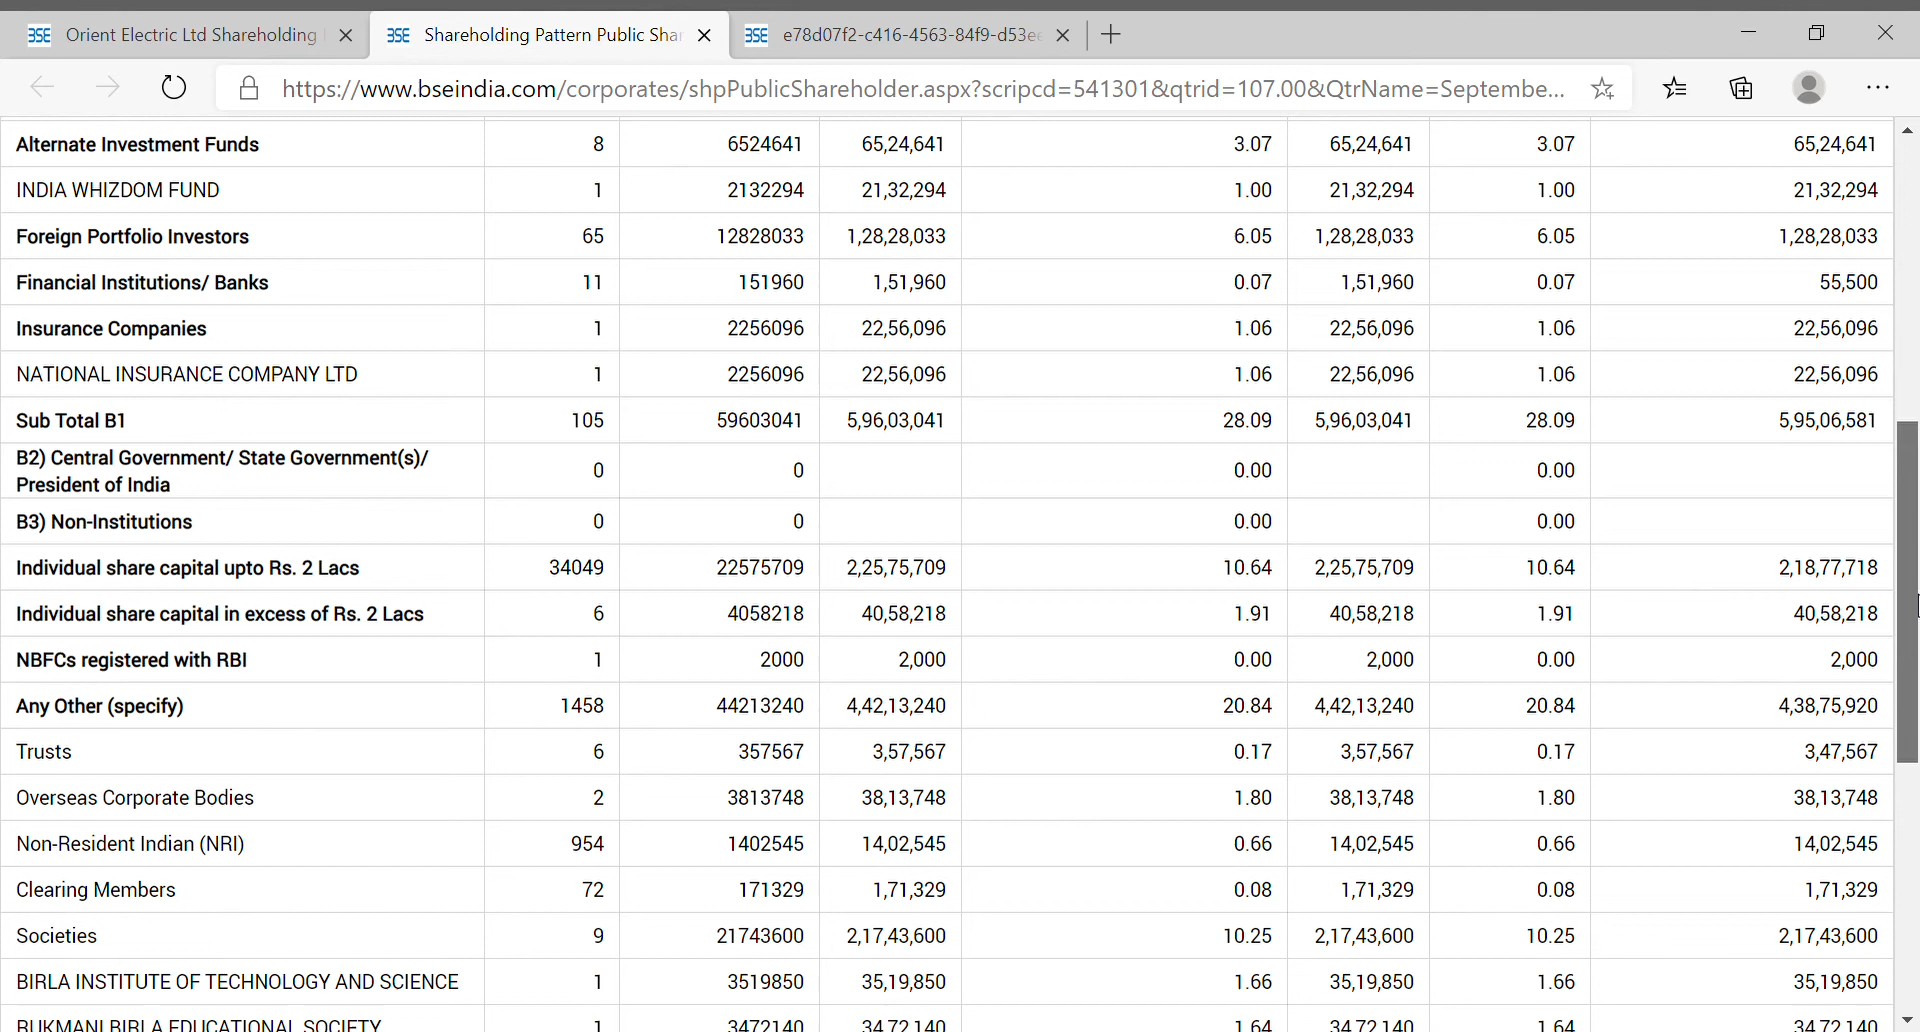 Orient Electric Ltd Shareholding
Shareholding Pattern Public Shar
e78d07f2-c416-4563-84f9-d53e
https://www.bseindia.com/corporates/shpPublicShareholder.aspx?scripcd=541301&qtrid=107.00&QtrName=Septembe...
Alternate Investment Funds 8 6524641 65,24,641 3.07 65,24,641 3.07 65,24,641
INDIA WHIZDOM FUND 1 2132294 21,32,294 1.00 21,32,294 1.00 21,32,294
Foreign Portfolio Investors 65 12828033 1,28,28,033 6.05 1,28,28,033 6.05 1,28,28,033
Financial Institutions/ Banks 11 151960 1,51,960 0.07 1,51,960 0.07 55,500
Insurance Companies 1 2256096 22,56,096 1.06 22,56,096 1.06 22,56,096
NATIONAL INSURANCE COMPANY LTD 1 2256096 22,56,096 1.06 22,56,096 1.06 22,56,096
Sub Total B1 105 59603041 5,96,03,041 28.09 5,96,03,041 28.09 5,95,06,581
B2) Central Government/ State Government(s)/
President of India 0 0 0.00 0.00
B3) Non-Institutions 0 0 0.00 0.00
Individual share capital upto Rs. 2 Lacs 34049 22575709 2,25,75,709 10.64 2,25,75,709 10.64 2,18,77,718
Individual share capital in excess of Rs. 2 Lacs 6 4058218 40,58,218 1.91 40,58,218 1.91 40,58,218
NBFCs registered with RBI 1 2000 2,000 0.00 2,000 0.00 2,000
Any Other (specify) 1458 44213240 4,42,13,240 20.84 4,42,13,240 20.84 4,38,75,920
Trusts 6 357567 3,57,567 0.17 3,57,567 0.17 3,47,567
Overseas Corporate Bodies 2 3813748 38,13,748 1.80 38,13,748 1.80 38,13,748
Non-Resident Indian (NRI) 954 1402545 14,02,545 0.66 14,02,545 0.66 14,02,545
Clearing Members 72 171329 1,71,329 0.08 1,71,329 0.08 1,71,329
Societies 9 21743600 2,17,43,600 10.25 2,17,43,600 10.25 2,17,43,600
BIRLA INSTITUTE OF TECHNOLOGY AND SCIENCE 1 3519850 35,19,850 1.66 35,19,850 1.66 35,19,850
RUKMANI BIRLA EDUCATIONAL SOCIETY 1 3472140 34,72,140 1.64 34,72,140 1.64 34,72,140